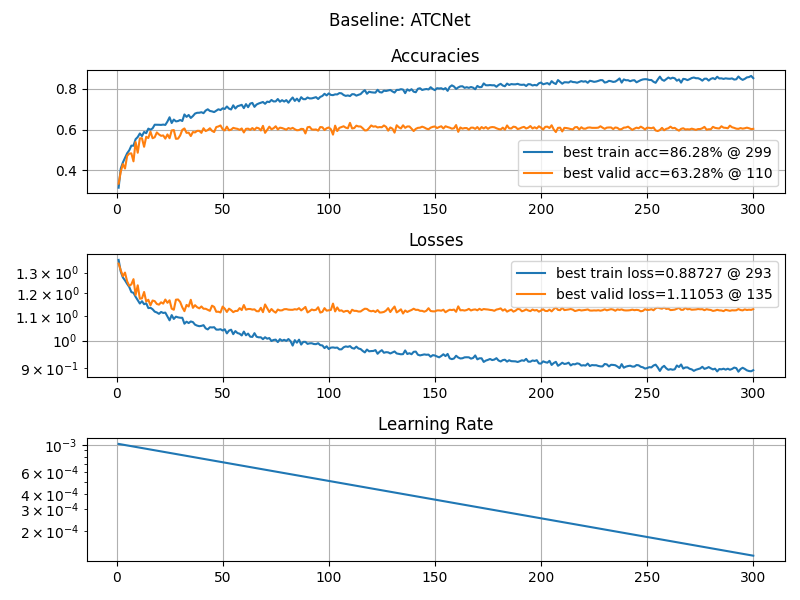 Baseline: ATCNet
Accuracies
0.8
0.6
0.4
best train acc=86.28% @ 299
best valid acc=63.28% @ 110
0 50 100 150 200 250 300
Losses
1.3 × 10⁰
1.2 × 10⁰
1.1 × 10⁰
10⁰
9 × 10⁻¹
best train loss=0.88727 @ 293
best valid loss=1.11053 @ 135
0 50 100 150 200 250 300
Learning Rate
10⁻³
6 × 10⁻⁴
4 × 10⁻⁴
3 × 10⁻⁴
2 × 10⁻⁴
0 50 100 150 200 250 300